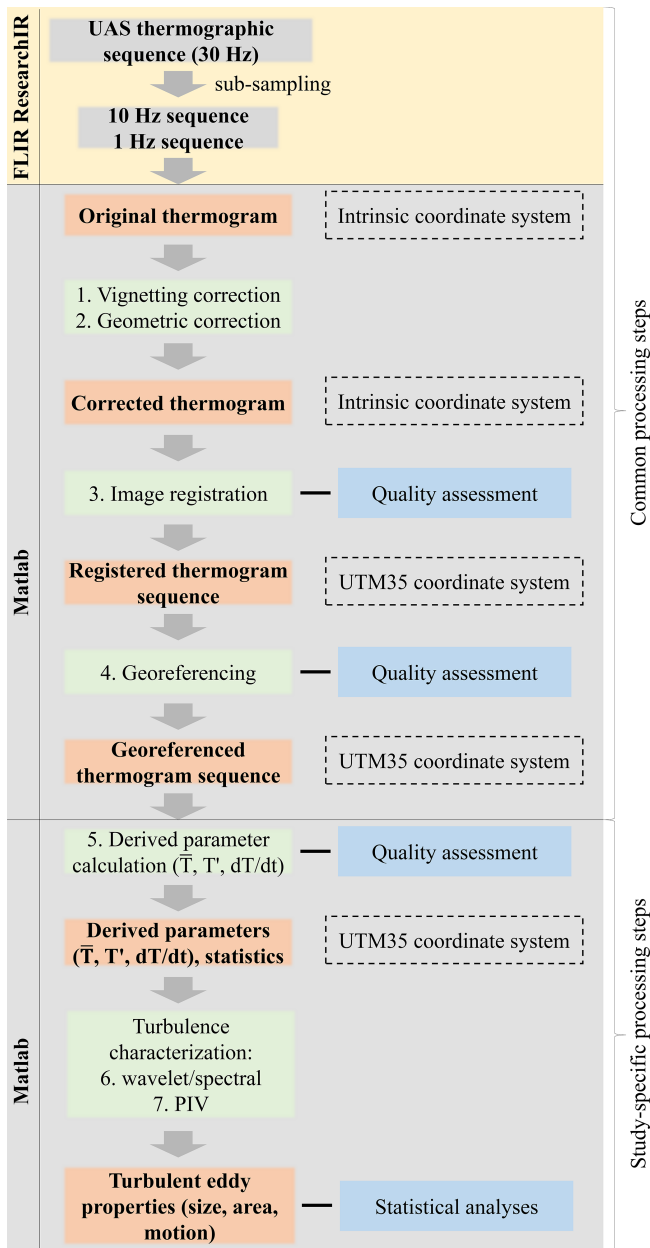 FLIR ResearchIR
UAS thermographic
sequence (30 Hz)
sub-sampling
10 Hz sequence
1 Hz sequence
Matlab
Original thermogram
Intrinsic coordinate system
1. Vignetting correction
2. Geometric correction
Corrected thermogram
Intrinsic coordinate system
3. Image registration
Quality assessment
Registered thermogram
sequence
UTM35 coordinate system
4. Georeferencing
Quality assessment
Georeferenced
thermogram sequence
UTM35 coordinate system
Common processing steps
Matlab
5. Derived parameter
calculation (T̿, T', dT/dt)
Quality assessment
Derived parameters
(T̅, T', dT/dt), statistics
UTM35 coordinate system
Turbulence
characterization:
6. wavelet/spectral
7. PIV
Turbulent eddy
properties (size, area,
motion)
Statistical analyses
Study-specific processing steps